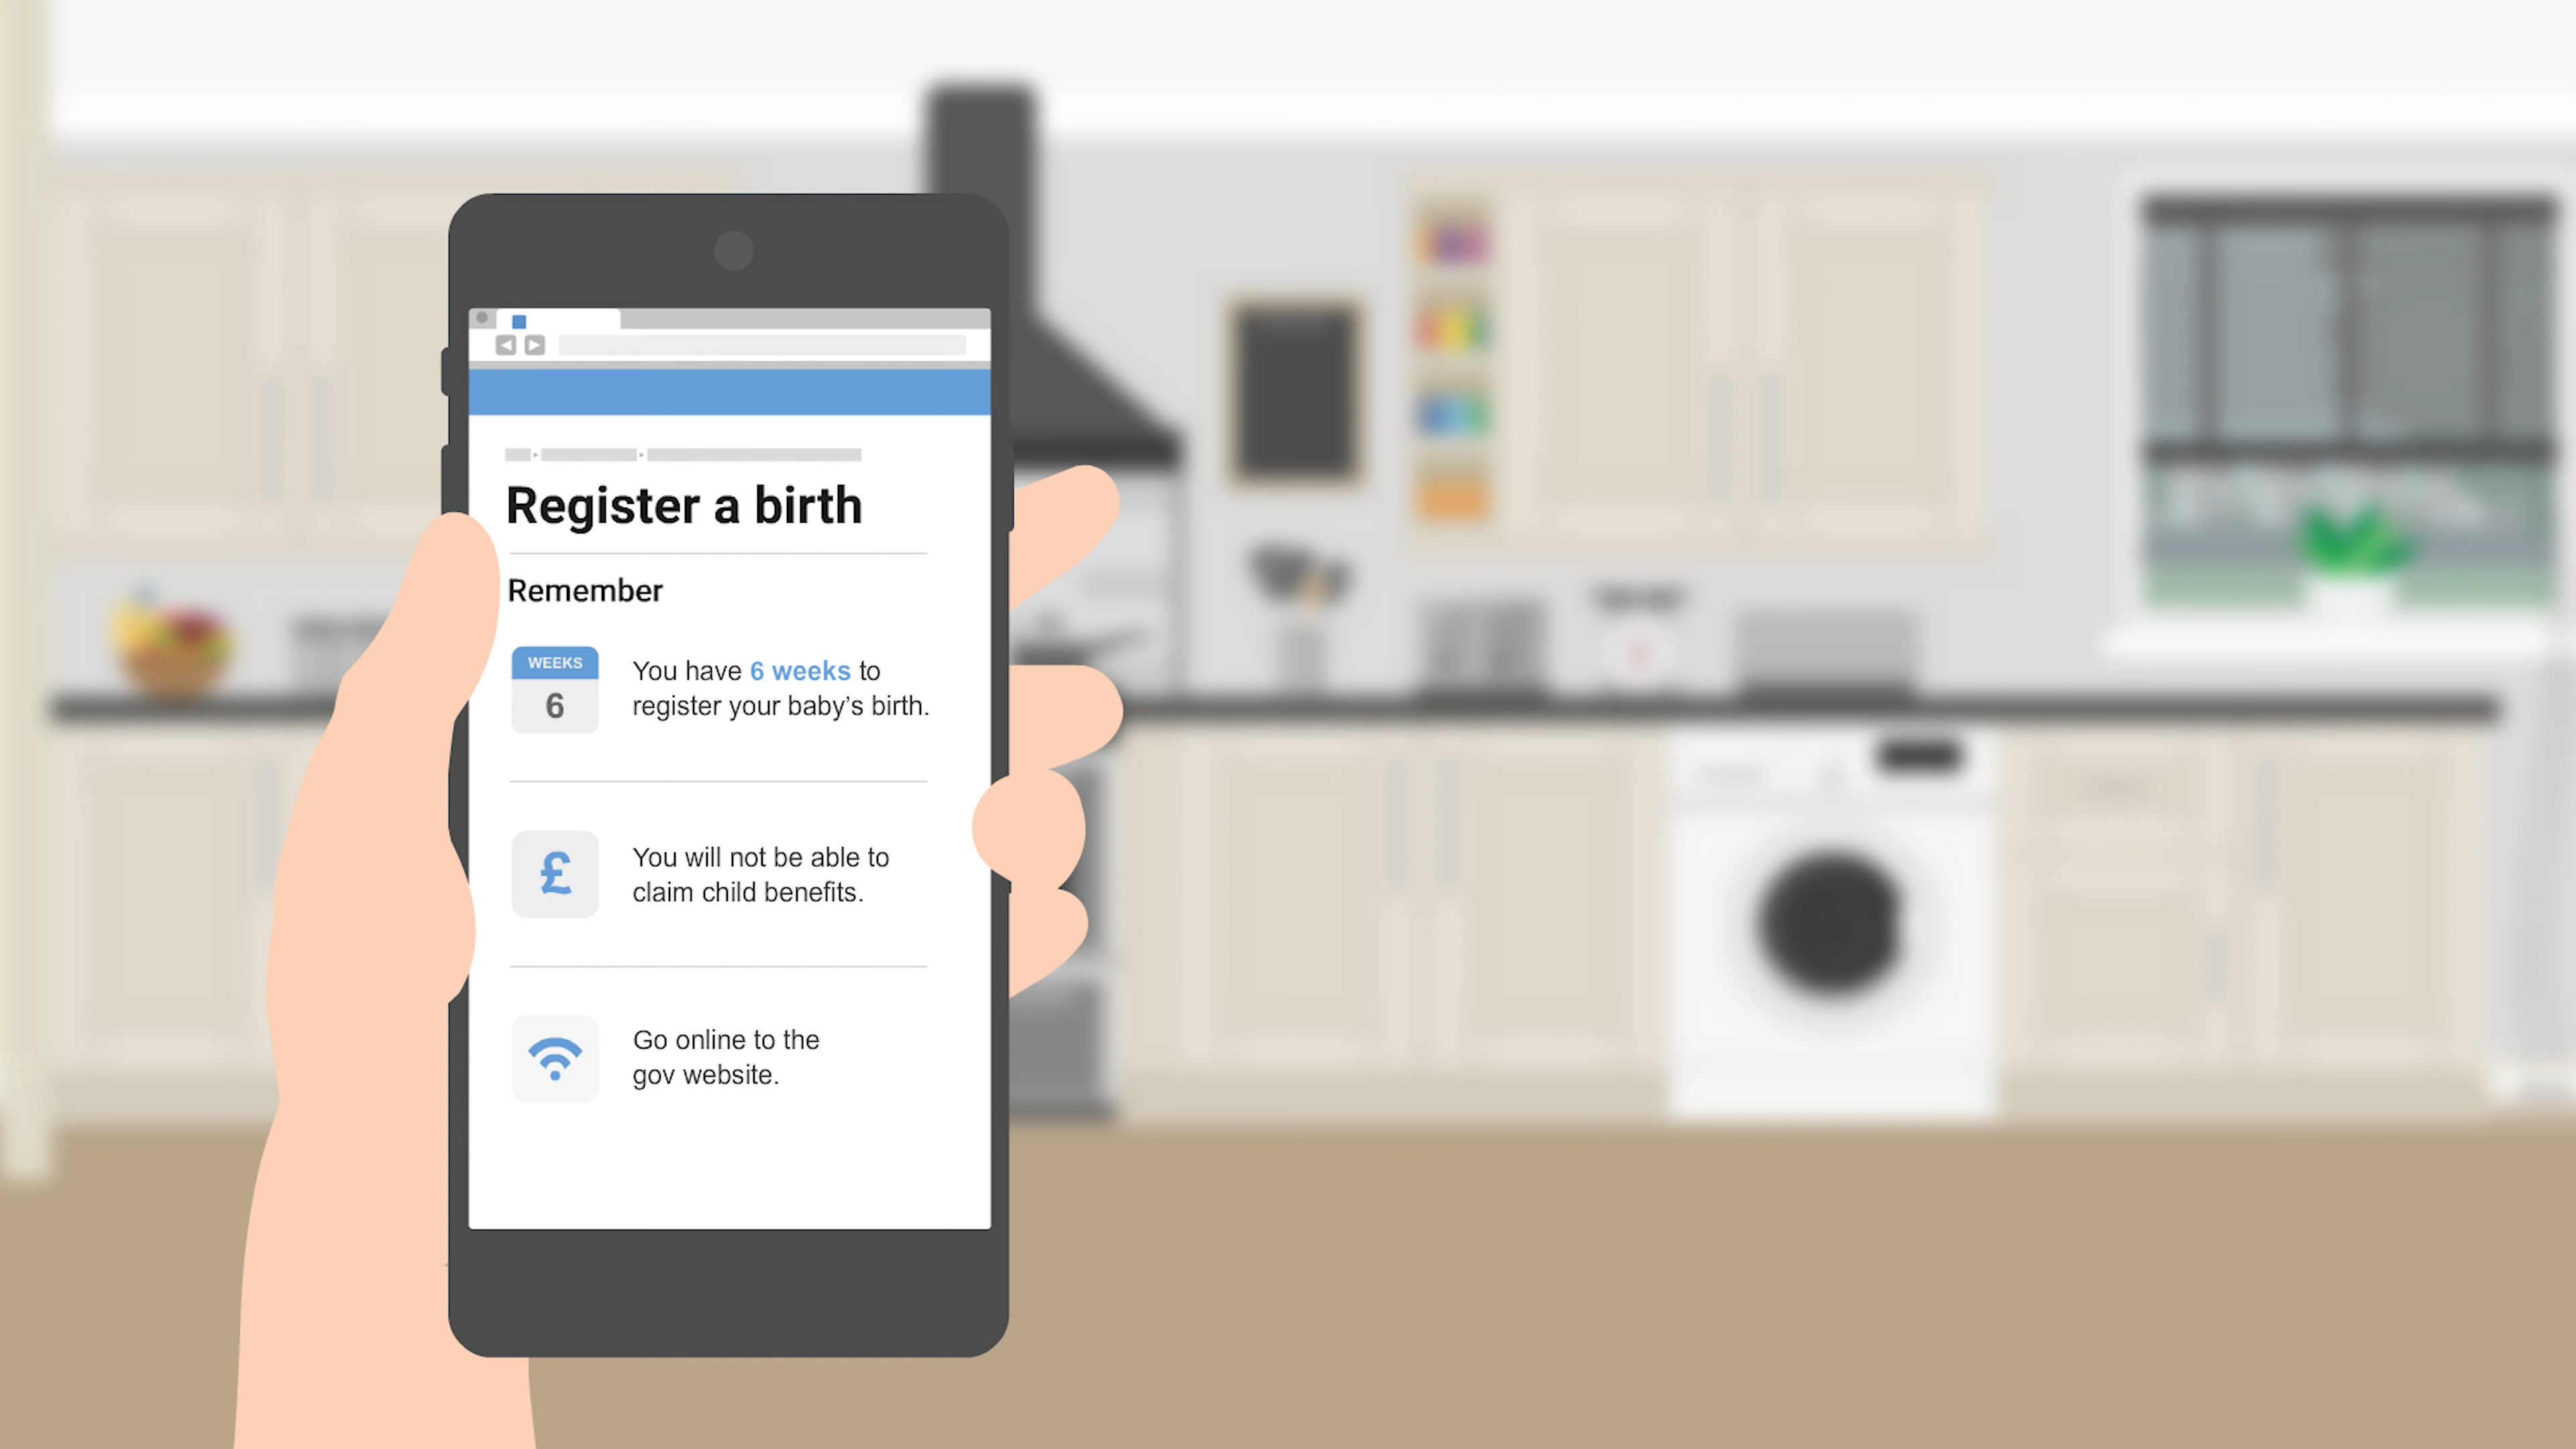 Register a birth
Remember
WEEKS
6
You have 6 weeks to
register your baby’s birth.
£
You will not be able to
claim child benefits.
Go online to the
gov website.